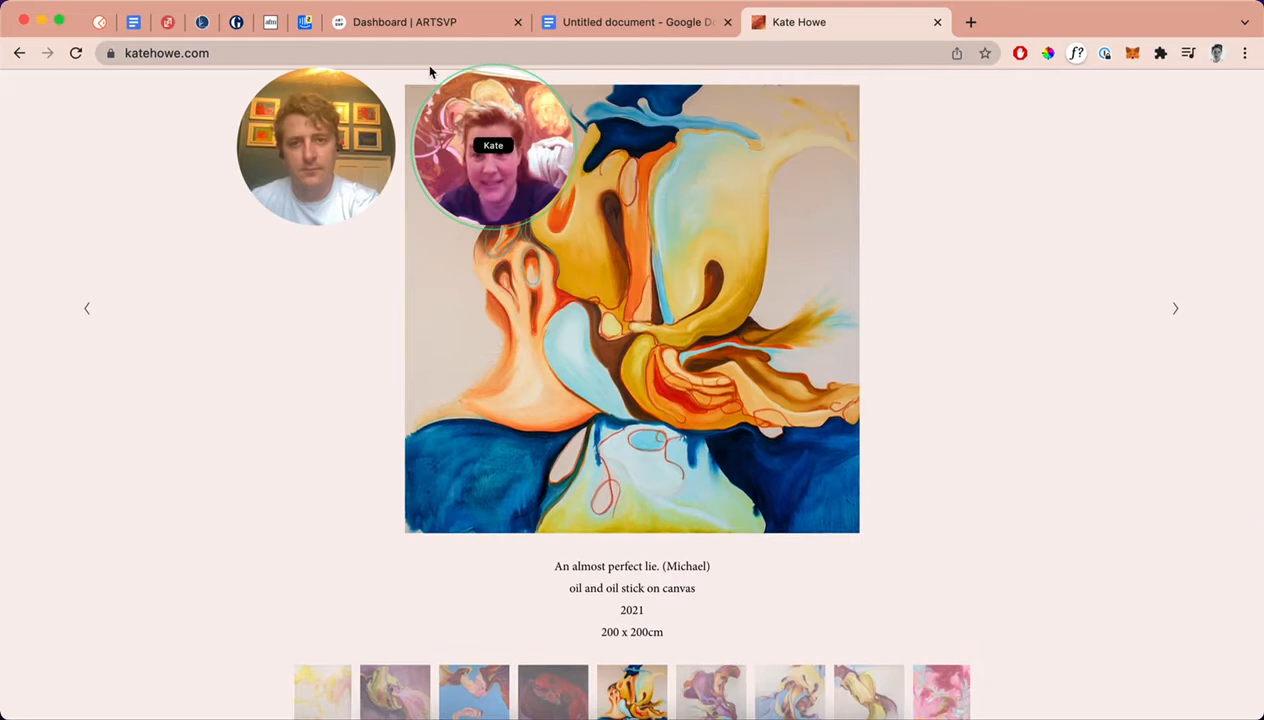 Dashboard | ARTSVP
Untitled document - Google Do
Kate Howe
katehowe.com
Kate
An almost perfect lie. (Michael)
oil and oil stick on canvas
2021
200 x 200cm